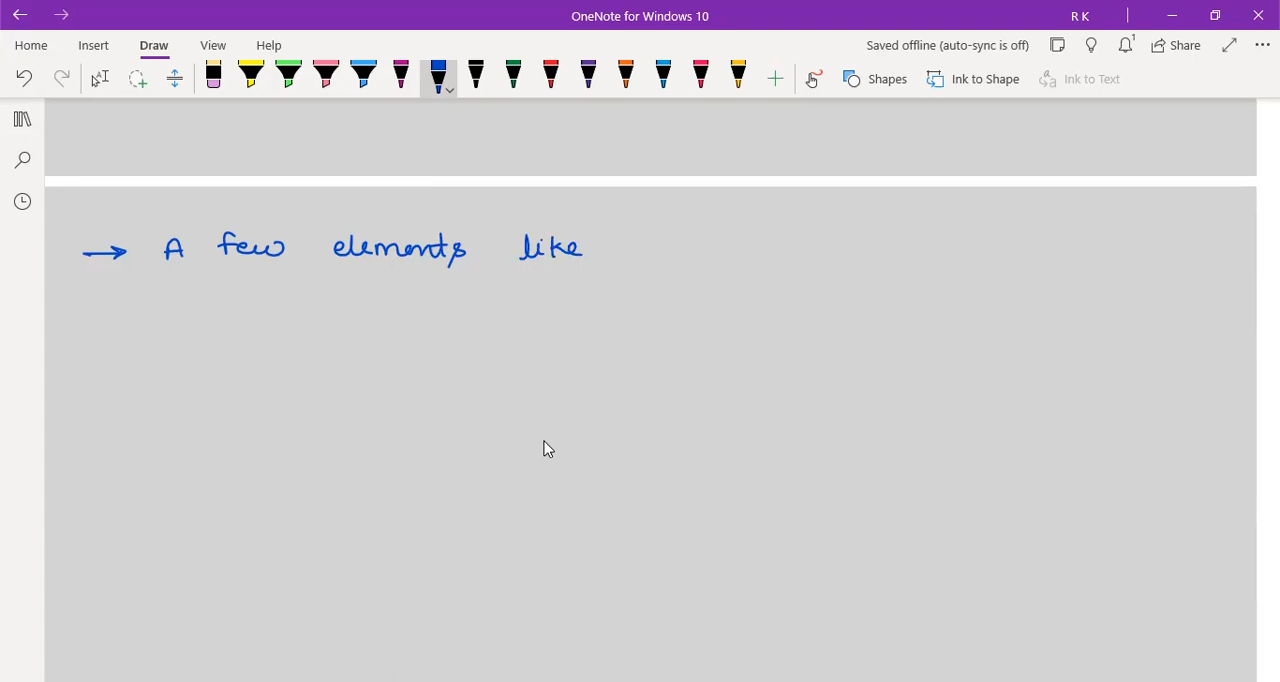 OneNote for Windows 10 R K
Home Insert Draw View Help Saved offline (auto-sync is off) 1 Share
Shapes Ink to Shape Ink to Text
→ A few elements like